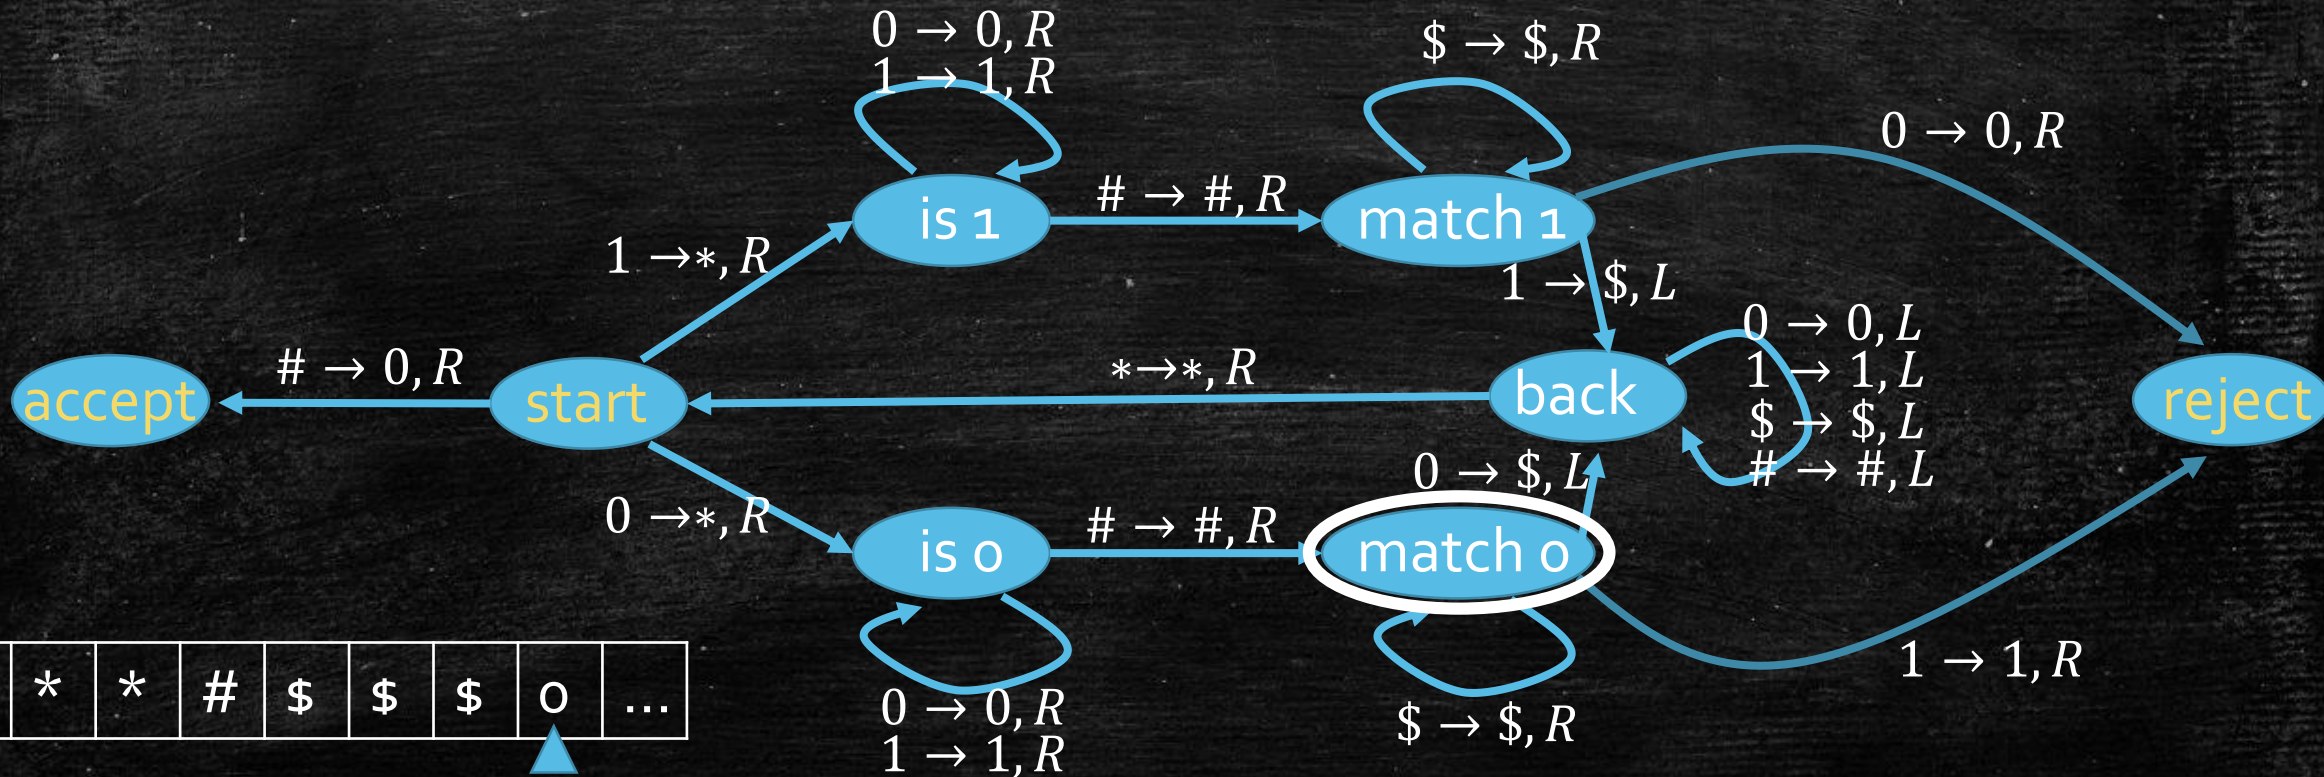 0 → 0, R
1 → 1, R
$ → $, R
0 → 0, R
is 1
# → #, R
match 1
1 →*, R
1 → $, L
accept
# → 0, R
start
*→*, R
back
0 → 0, L
1 → 1, L
$ → $, L
# → #, L
reject
0 → $, L
0 →*, R
is 0
# → #, R
match 0
1 → 1, R
* * # $ $ $ 0 ...
0 → 0, R
1 → 1, R
$ → $, R